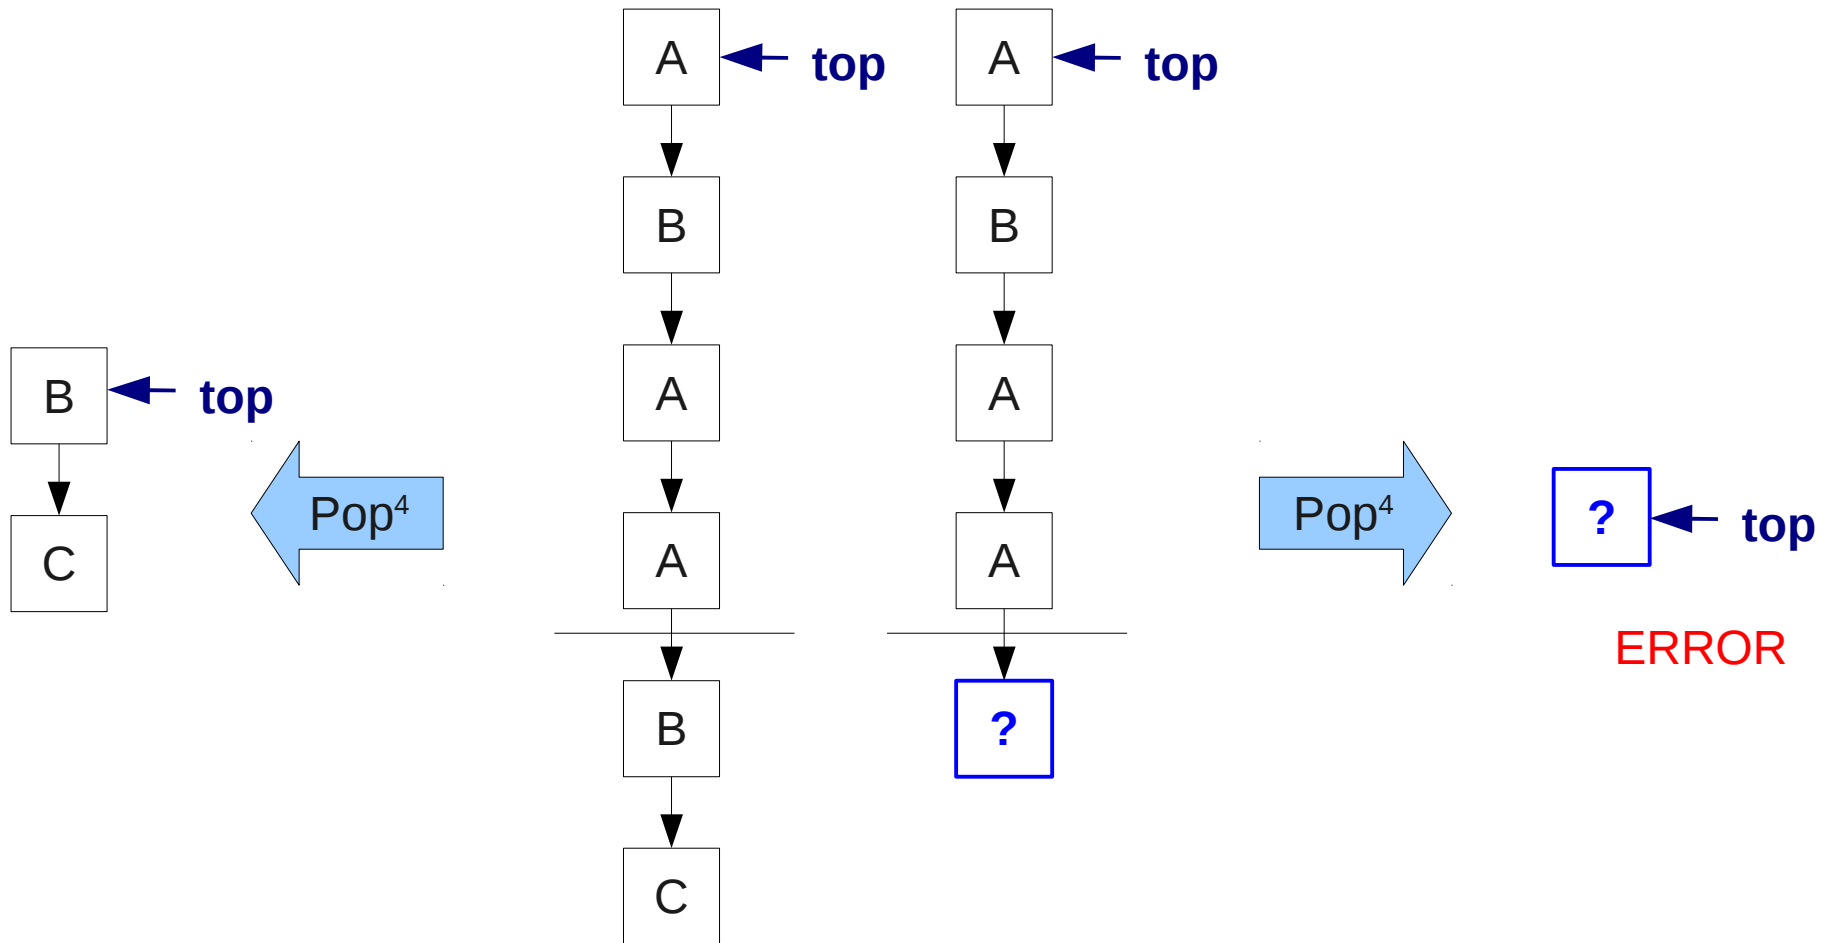 A top A top
B B
B top A A
C Pop⁴ A A Pop⁴ ? top
ERROR
B ?
C